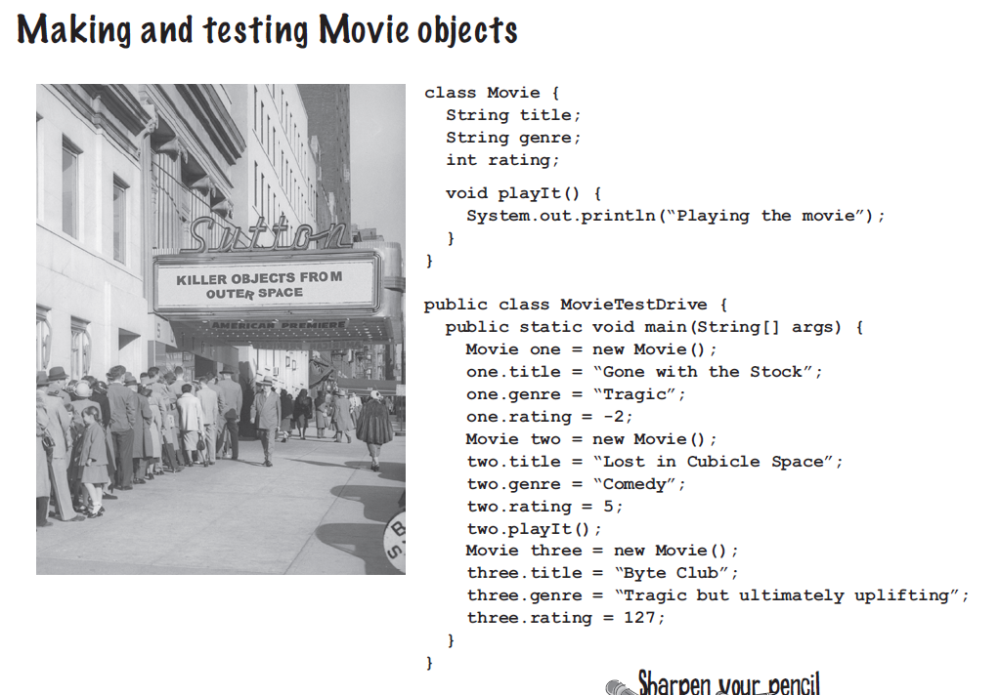 Making and testing Movie objects
Sutton
KILLER OBJECTS FROM
OUTER SPACE
AMERICAN PREMIERE
class Movie {
String title;
String genre;
int rating;
void playIt() {
System.out.println(“Playing the movie”);
}
}
public class MovieTestDrive {
public static void main(String[] args) {
Movie one = new Movie();
one.title = “Gone with the Stock”;
one.genre = “Tragic”;
one.rating = -2;
Movie two = new Movie();
two.title = “Lost in Cubicle Space”;
two.genre = “Comedy”;
two.rating = 5;
two.playIt();
Movie three = new Movie();
three.title = “Byte Club”;
three.genre = “Tragic but ultimately uplifting”;
three.rating = 127;
}
}
Sharpen your pencil